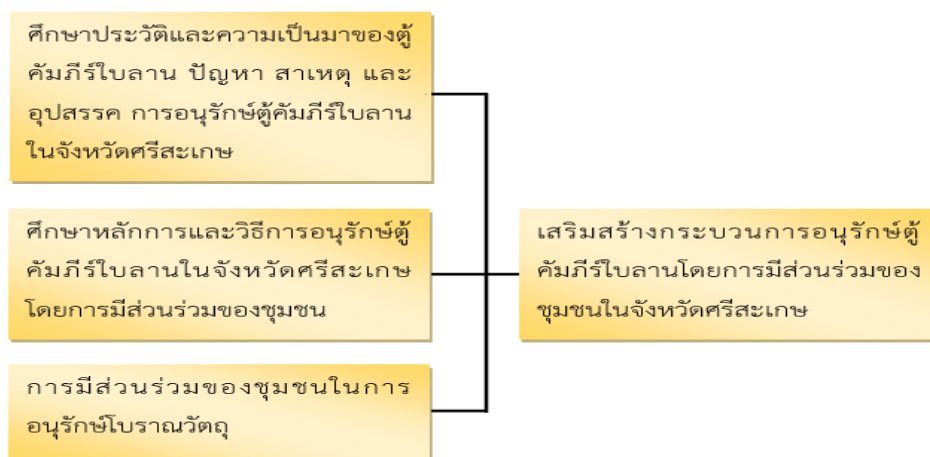 ศึกษาประวัติและความเป็นมาของตู้
คัมภีร์ใบลาน ปัญหา สาเหตุ และ
อุปสรรค การอนุรักษ์ตู้คัมภีร์ใบลาน
ในจังหวัดศรีสะเกษ
ศึกษาหลักการและวิธีการอนุรักษ์ตู้
คัมภีร์ใบลานในจังหวัดศรีสะเกษ
โดยการมีส่วนร่วมของชุมชน
การมีส่วนร่วมของชุมชนในการ
อนุรักษ์โบราณวัตถุ
เสริมสร้างกระบวนการอนุรักษ์ตู้
คัมภีร์ใบลานโดยการมีส่วนร่วมของ
ชุมชนในจังหวัดศรีสะเกษ